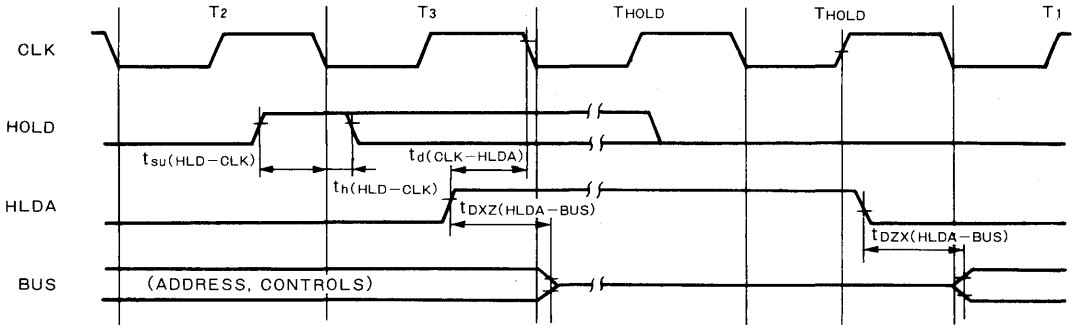 T2 T3 THOLD THOLD T1
CLK
HOLD
tsu(HLD-CLK) td(CLK-HLDA)
th(HLD-CLK)
HLDA
tDXZ(HLDA-BUS)
tDZX(HLDA-BUS)
BUS (ADDRESS, CONTROLS)